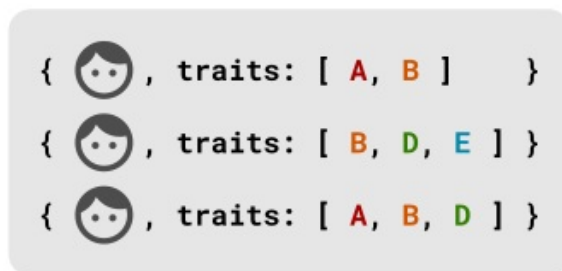 { , traits: [ A, B ] }
{ , traits: [ B, D, E ] }
{ , traits: [ A, B, D ] }